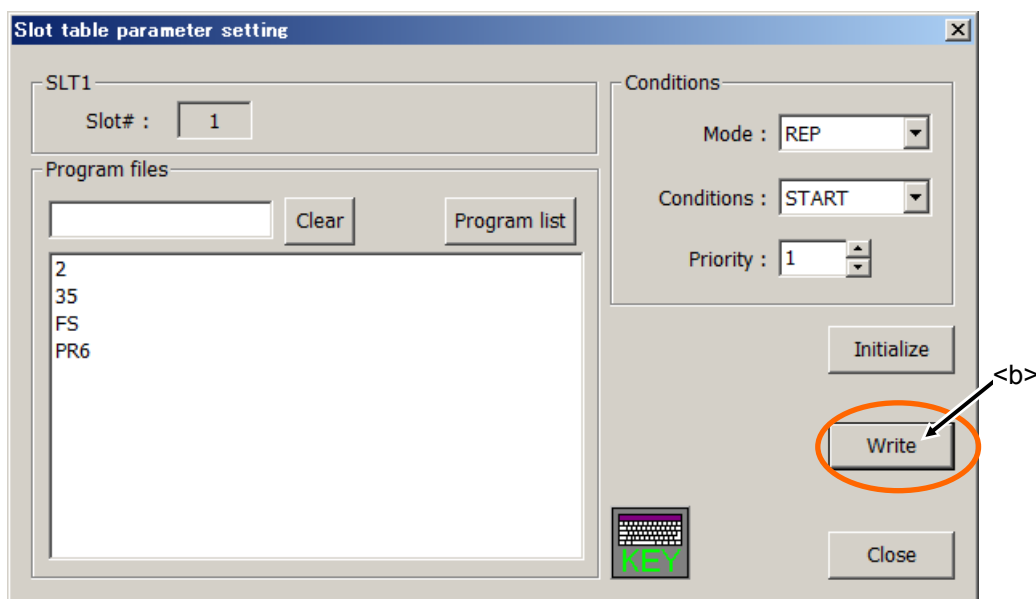 Slot table parameter setting
SLT1
Slot# : 1
Program files
Clear
Program list
2
35
FS
PR6
Conditions
Mode : REP
Conditions : START
Priority : 1
Initialize
<b>
Write
KEY
Close